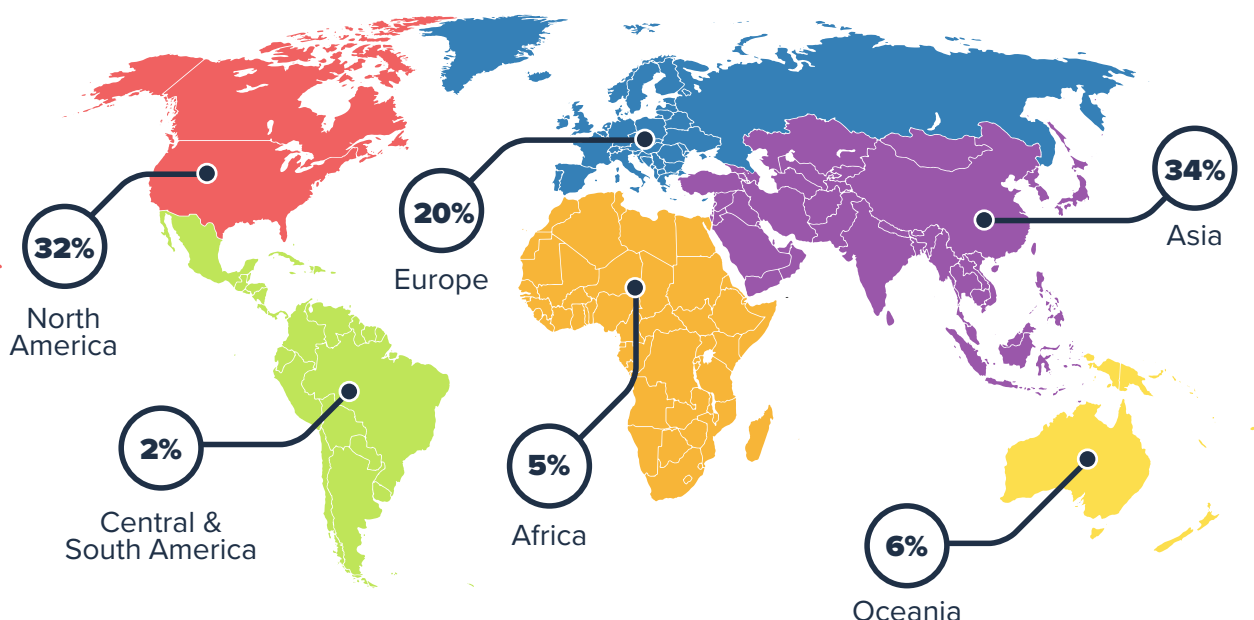 32%
North
America
20%
Europe
34%
Asia
2%
Central &
South America
5%
Africa
6%
Oceania